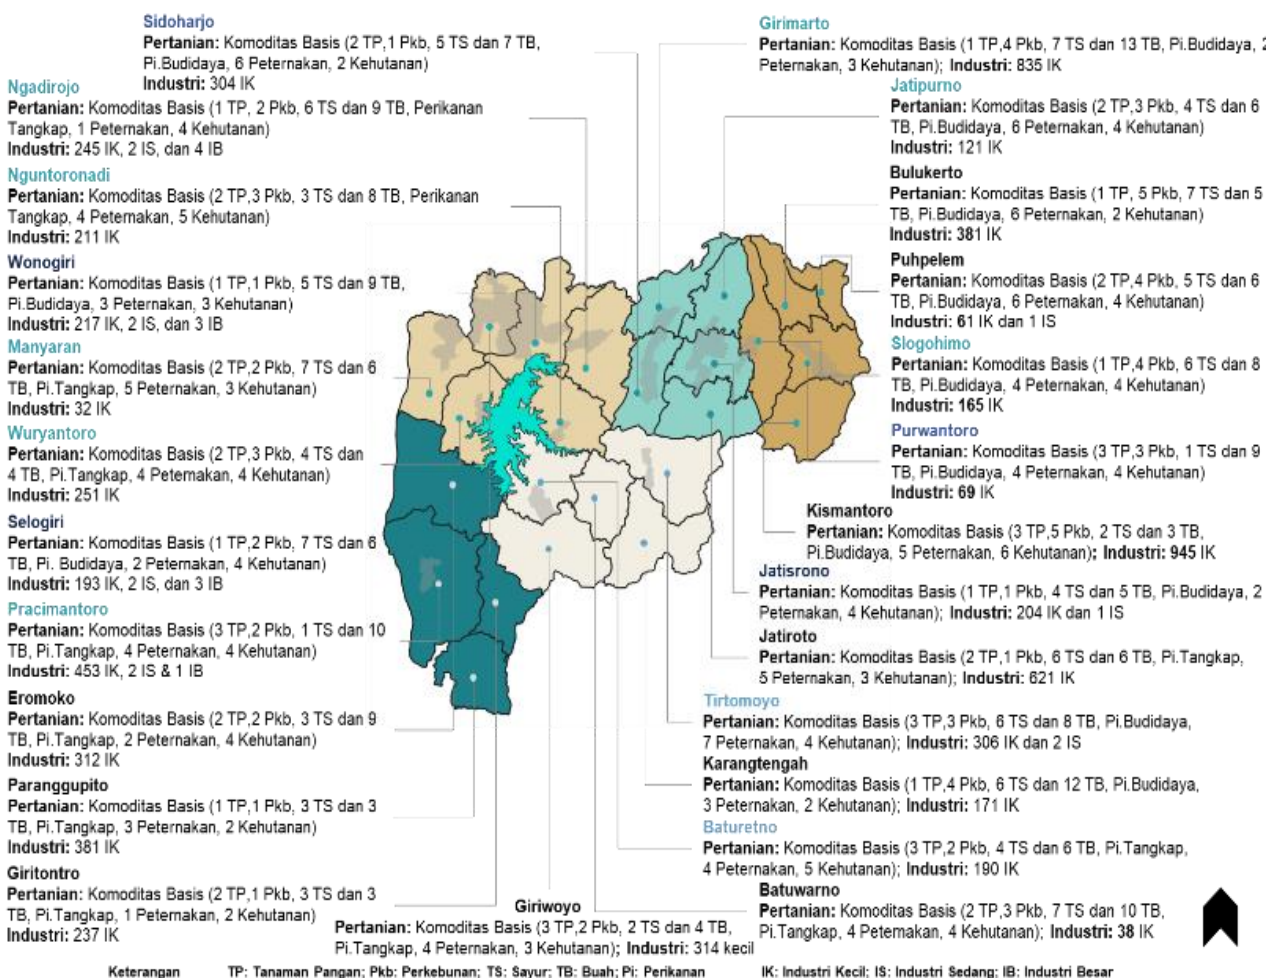 Sidoharjo
Pertanian: Komoditas Basis (2 TP,1 Pkb, 5 TS dan 7 TB,
Pi.Budidaya, 6 Peternakan, 2 Kehutanan)
Industri: 304 IK
Ngadirojo
Pertanian: Komoditas Basis (1 TP, 2 Pkb, 6 TS dan 9 TB, Perikanan
Tangkap, 1 Peternakan, 4 Kehutanan)
Industri: 245 IK, 2 IS, dan 4 IB
Nguntoronadi
Pertanian: Komoditas Basis (2 TP,3 Pkb, 3 TS dan 8 TB, Perikanan
Tangkap, 4 Peternakan, 5 Kehutanan)
Industri: 211 IK
Wonogiri
Pertanian: Komoditas Basis (1 TP,1 Pkb, 5 TS dan 9 TB,
Pi.Budidaya, 3 Peternakan, 3 Kehutanan)
Industri: 217 IK, 2 IS, dan 3 IB
Manyaran
Pertanian: Komoditas Basis (2 TP,2 Pkb, 7 TS dan 6
TB, Pi.Tangkap, 5 Peternakan, 3 Kehutanan)
Industri: 32 IK
Wuryantoro
Pertanian: Komoditas Basis (2 TP,3 Pkb, 4 TS dan
4 TB, Pi.Tangkap, 4 Peternakan, 4 Kehutanan)
Industri: 251 IK
Selogiri
Pertanian: Komoditas Basis (1 TP,2 Pkb, 7 TS dan 6
TB, Pi. Budidaya, 2 Peternakan, 4 Kehutanan)
Industri: 193 IK, 2 IS, dan 3 IB
Pracimantoro
Pertanian: Komoditas Basis (3 TP,2 Pkb, 1 TS dan 10
TB, Pi.Tangkap, 4 Peternakan, 4 Kehutanan)
Industri: 453 IK, 2 IS & 1 IB
Eromoko
Pertanian: Komoditas Basis (2 TP,2 Pkb, 3 TS dan 9
TB, Pi.Tangkap, 2 Peternakan, 4 Kehutanan)
Industri: 312 IK
Paranggupito
Pertanian: Komoditas Basis (1 TP,1 Pkb, 3 TS dan 3
TB, Pi.Tangkap, 3 Peternakan, 2 Kehutanan)
Industri: 381 IK
Giritontro
Pertanian: Komoditas Basis (2 TP,1 Pkb, 3 TS dan 3
TB, Pi.Tangkap, 1 Peternakan, 2 Kehutanan)
Industri: 237 IK
Giriwoyo
Pertanian: Komoditas Basis (3 TP,2 Pkb, 2 TS dan 4 TB,
Pi.Tangkap, 4 Peternakan, 3 Kehutanan); Industri: 314 kecil
Girimarto
Pertanian: Komoditas Basis (1 TP,4 Pkb, 7 TS dan 13 TB, Pi.Budidaya, 2
Peternakan, 3 Kehutanan); Industri: 835 IK
Jatipurno
Pertanian: Komoditas Basis (2 TP,3 Pkb, 4 TS dan 6
TB, Pi.Budidaya, 6 Peternakan, 4 Kehutanan)
Industri: 121 IK
Bulukerto
Pertanian: Komoditas Basis (1 TP, 5 Pkb, 7 TS dan 5
TB, Pi.Budidaya, 6 Peternakan, 2 Kehutanan)
Industri: 381 IK
Puhpelem
Pertanian: Komoditas Basis (2 TP,4 Pkb, 5 TS dan 6
TB, Pi.Budidaya, 6 Peternakan, 4 Kehutanan)
Industri: 61 IK dan 1 IS
Slogohimo
Pertanian: Komoditas Basis (1 TP,4 Pkb, 6 TS dan 8
TB, Pi.Budidaya, 4 Peternakan, 4 Kehutanan)
Industri: 165 IK
Purwantoro
Pertanian: Komoditas Basis (3 TP,3 Pkb, 1 TS dan 9
TB, Pi.Budidaya, 4 Peternakan, 4 Kehutanan)
Industri: 69 IK
Kismantoro
Pertanian: Komoditas Basis (3 TP,5 Pkb, 2 TS dan 3 TB,
Pi.Budidaya, 5 Peternakan, 6 Kehutanan); Industri: 945 IK
Jatisrono
Pertanian: Komoditas Basis (1 TP,1 Pkb, 4 TS dan 5 TB, Pi.Budidaya, 2
Peternakan, 4 Kehutanan); Industri: 204 IK dan 1 IS
Jatiroto
Pertanian: Komoditas Basis (2 TP,1 Pkb, 6 TS dan 6 TB, Pi.Tangkap,
5 Peternakan, 3 Kehutanan); Industri: 621 IK
Tirtomoyo
Pertanian: Komoditas Basis (3 TP,3 Pkb, 6 TS dan 8 TB, Pi.Budidaya,
7 Peternakan, 4 Kehutanan); Industri: 306 IK dan 2 IS
Karangtengah
Pertanian: Komoditas Basis (1 TP,4 Pkb, 6 TS dan 12 TB, Pi.Budidaya,
3 Peternakan, 2 Kehutanan); Industri: 171 IK
Baturetno
Pertanian: Komoditas Basis (3 TP,2 Pkb, 4 TS dan 6 TB, Pi.Tangkap,
4 Peternakan, 5 Kehutanan); Industri: 190 IK
Batuwarno
Pertanian: Komoditas Basis (2 TP,3 Pkb, 7 TS dan 10 TB,
Pi.Tangkap, 4 Peternakan, 4 Kehutanan); Industri: 38 IK
Keterangan TP: Tanaman Pangan; Pkb: Perkebunan; TS: Sayur; TB: Buah; Pi: Perikanan IK: Industri Kecil; IS: Industri Sedang; IB: Industri Besar